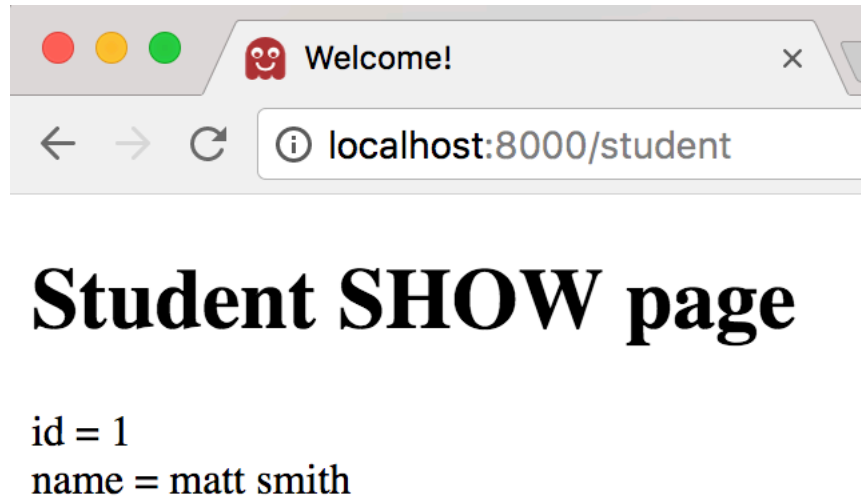 Welcome!
localhost:8000/student
Student SHOW page
id = 1
name = matt smith